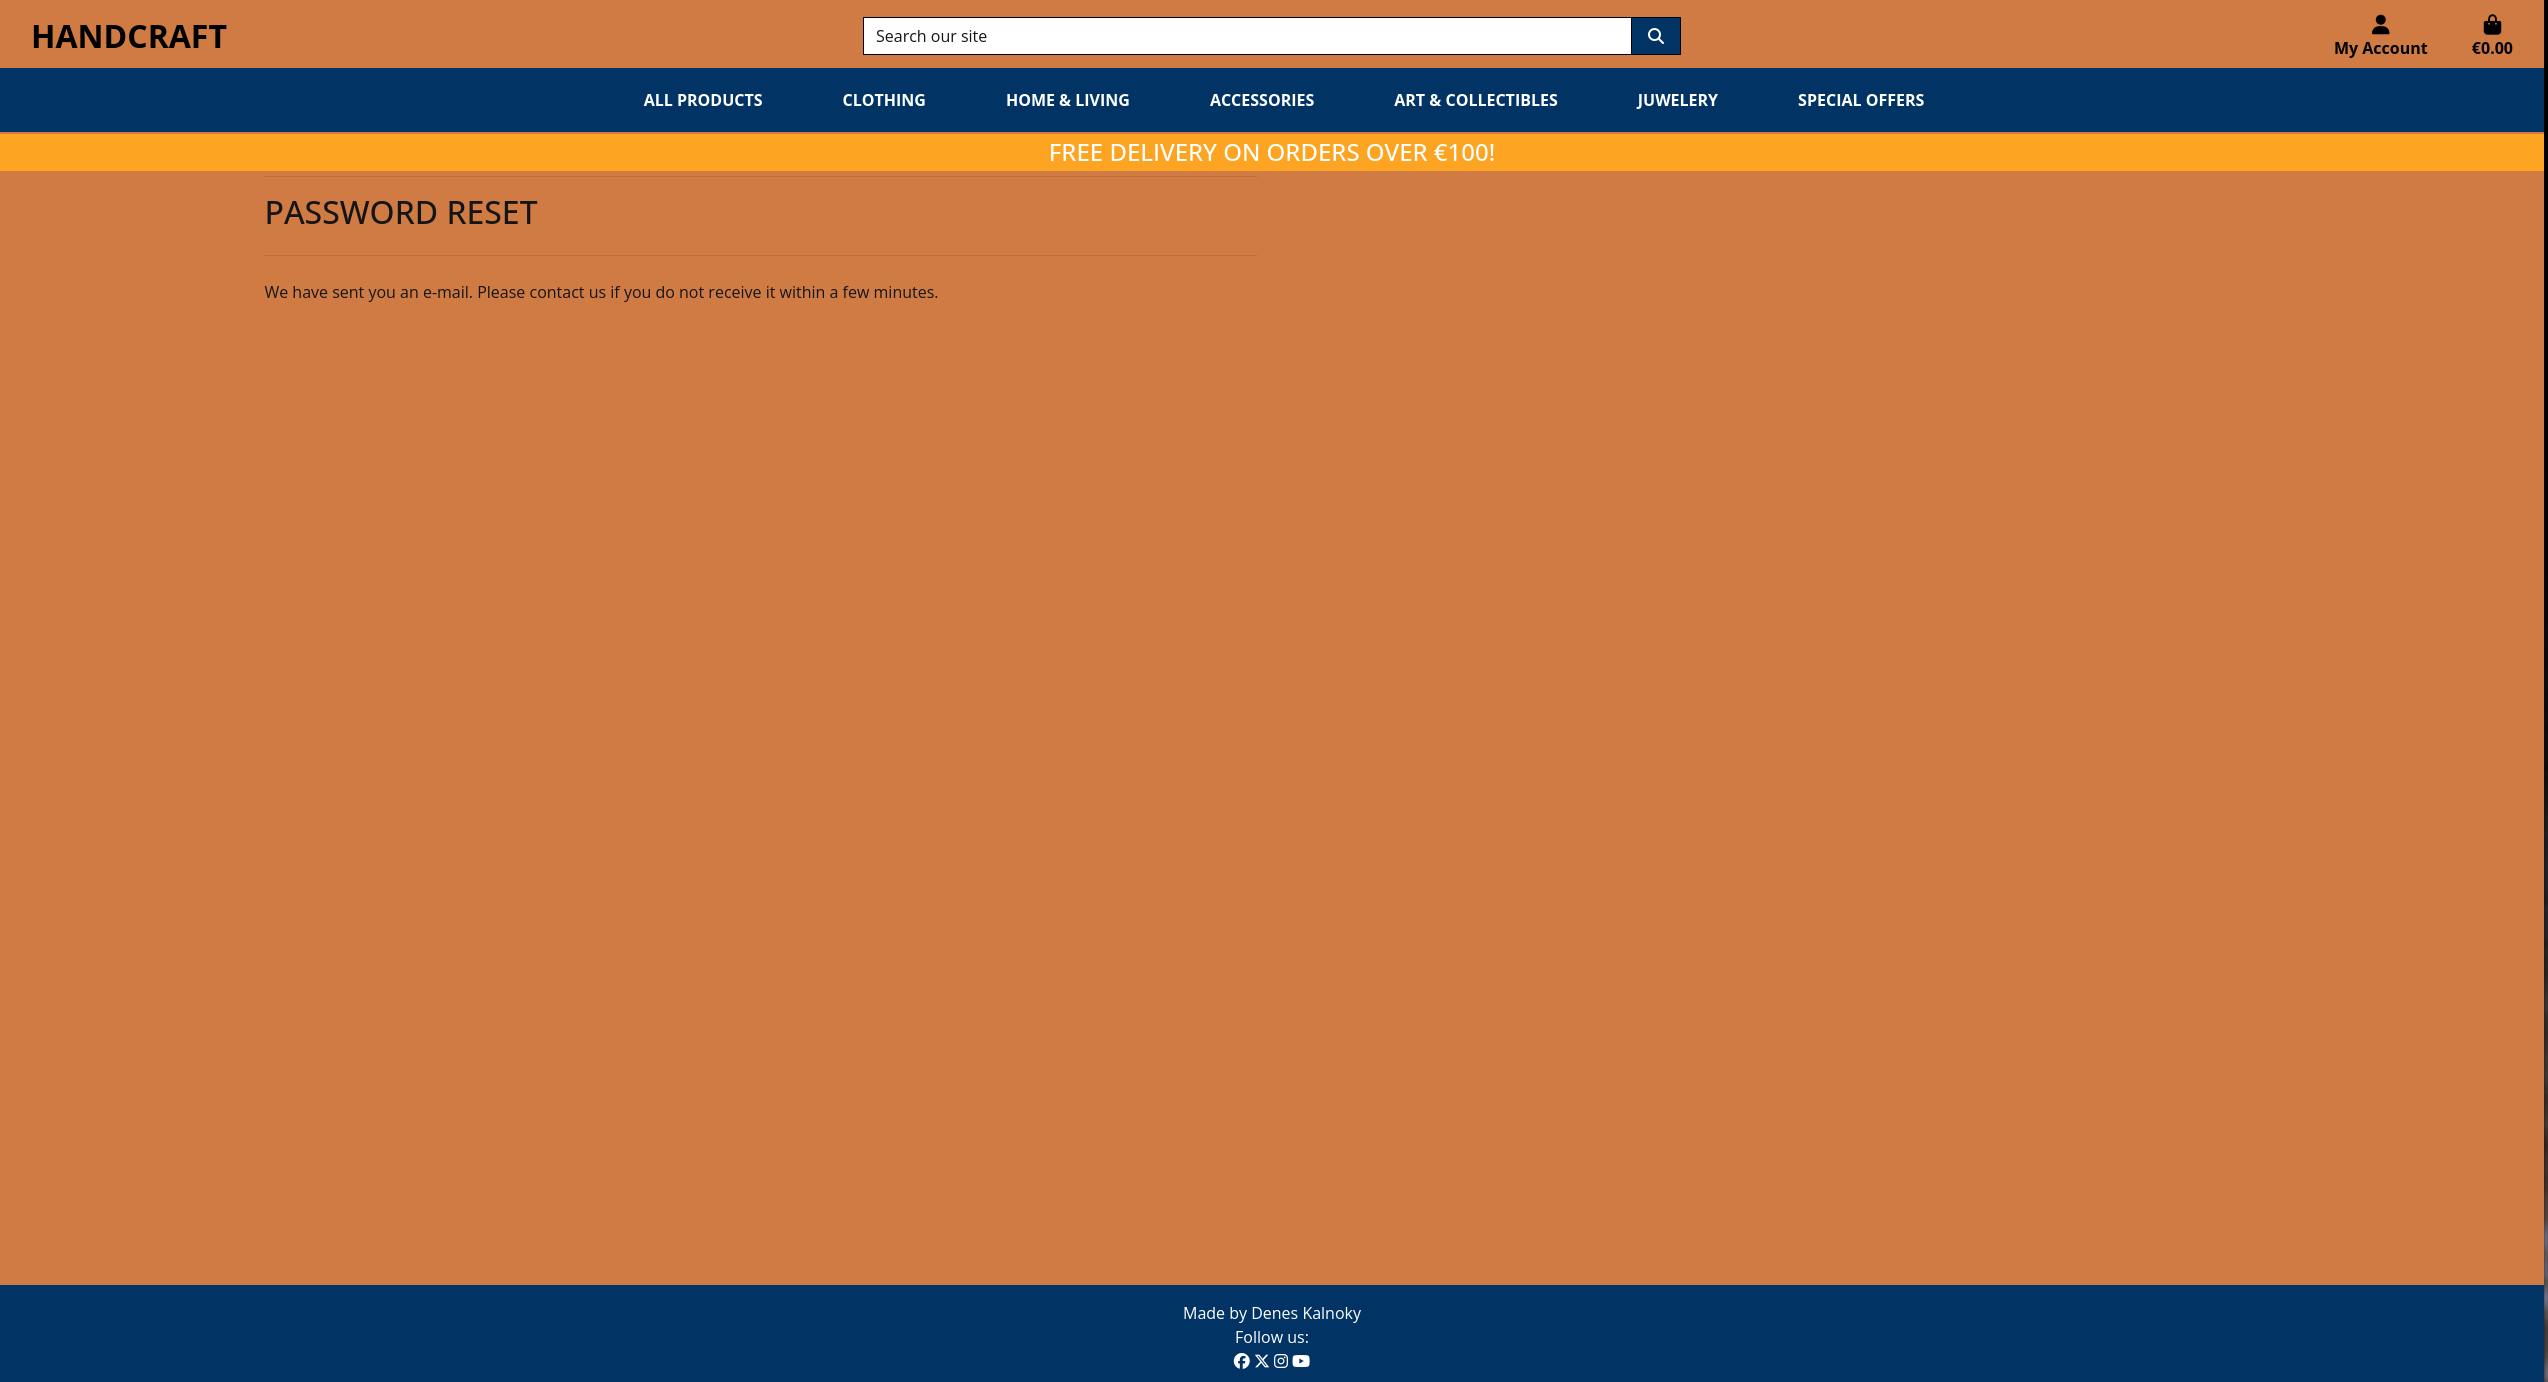 HANDCRAFT
Search our site
My Account
€0.00
ALL PRODUCTS
CLOTHING
HOME & LIVING
ACCESSORIES
ART & COLLECTIBLES
JUWELERY
SPECIAL OFFERS
FREE DELIVERY ON ORDERS OVER €100!
PASSWORD RESET
We have sent you an e-mail. Please contact us if you do not receive it within a few minutes.
Made by Denes Kalnoky
Follow us: